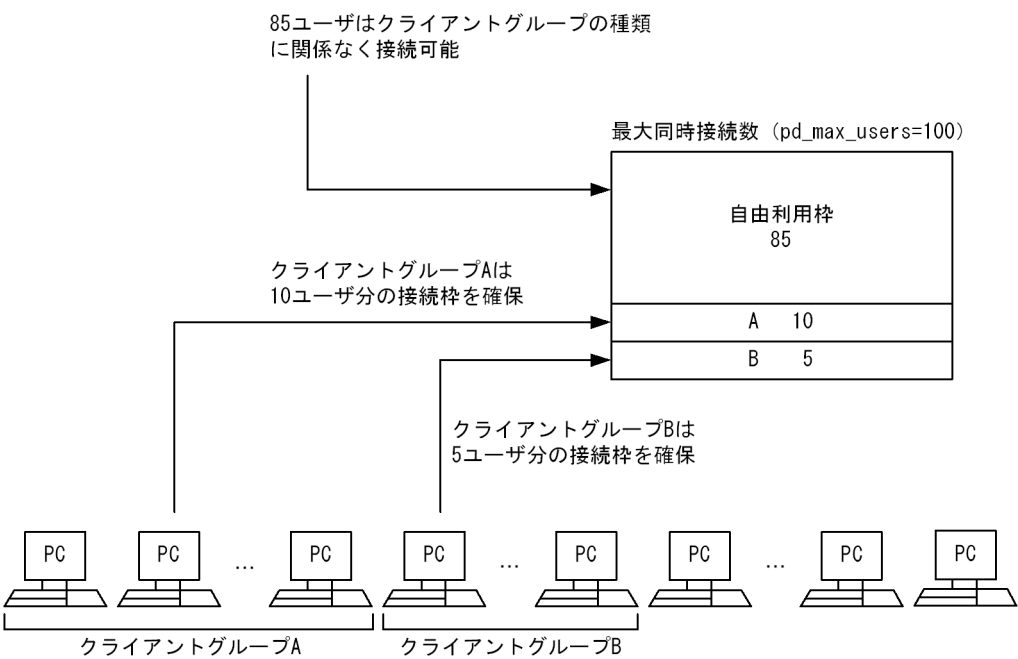 85ユーザはクライアントグループの種類
に関係なく接続可能
最大同時接続数（pd_max_users=100）
自由利用枠
85
クライアントグループAは
10ユーザ分の接続枠を確保
A 10
B 5
クライアントグループBは
5ユーザ分の接続枠を確保
PC PC … PC PC … PC PC … PC PC
クライアントグループA クライアントグループB